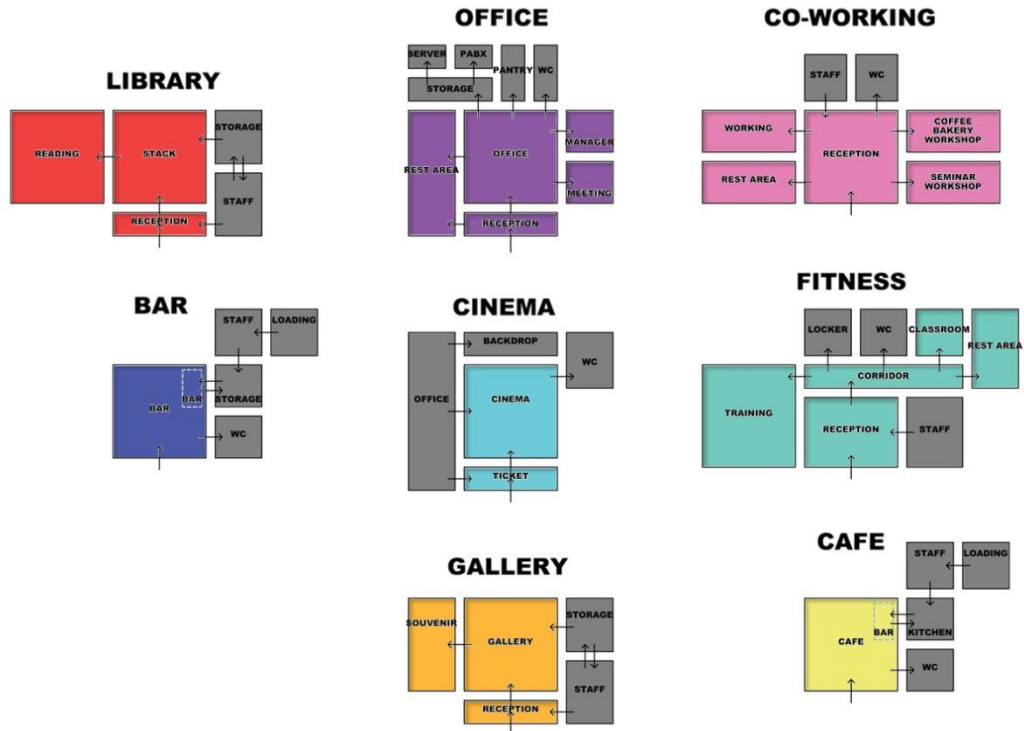 LIBRARY
READING
STACK
STORAGE
STAFF
RECEPTION
OFFICE
SERVER
PABX
STORAGE
PANTRY
WC
REST AREA
OFFICE
MANAGER
MEETING
RECEPTION
CO-WORKING
STAFF
WC
WORKING
RECEPTION
COFFEE
BAKERY
WORKSHOP
REST AREA
SEMINAR
WORKSHOP
BAR
STAFF
LOADING
BAR
BAR
STORAGE
WC
CINEMA
BACKDROP
WC
OFFICE
CINEMA
TICKET
FITNESS
LOCKER
WC
CLASSROOM
REST AREA
CORRIDOR
TRAINING
RECEPTION
STAFF
GALLERY
SOUVENIR
GALLERY
STORAGE
STAFF
RECEPTION
CAFE
STAFF
LOADING
CAFE
BAR
KITCHEN
WC